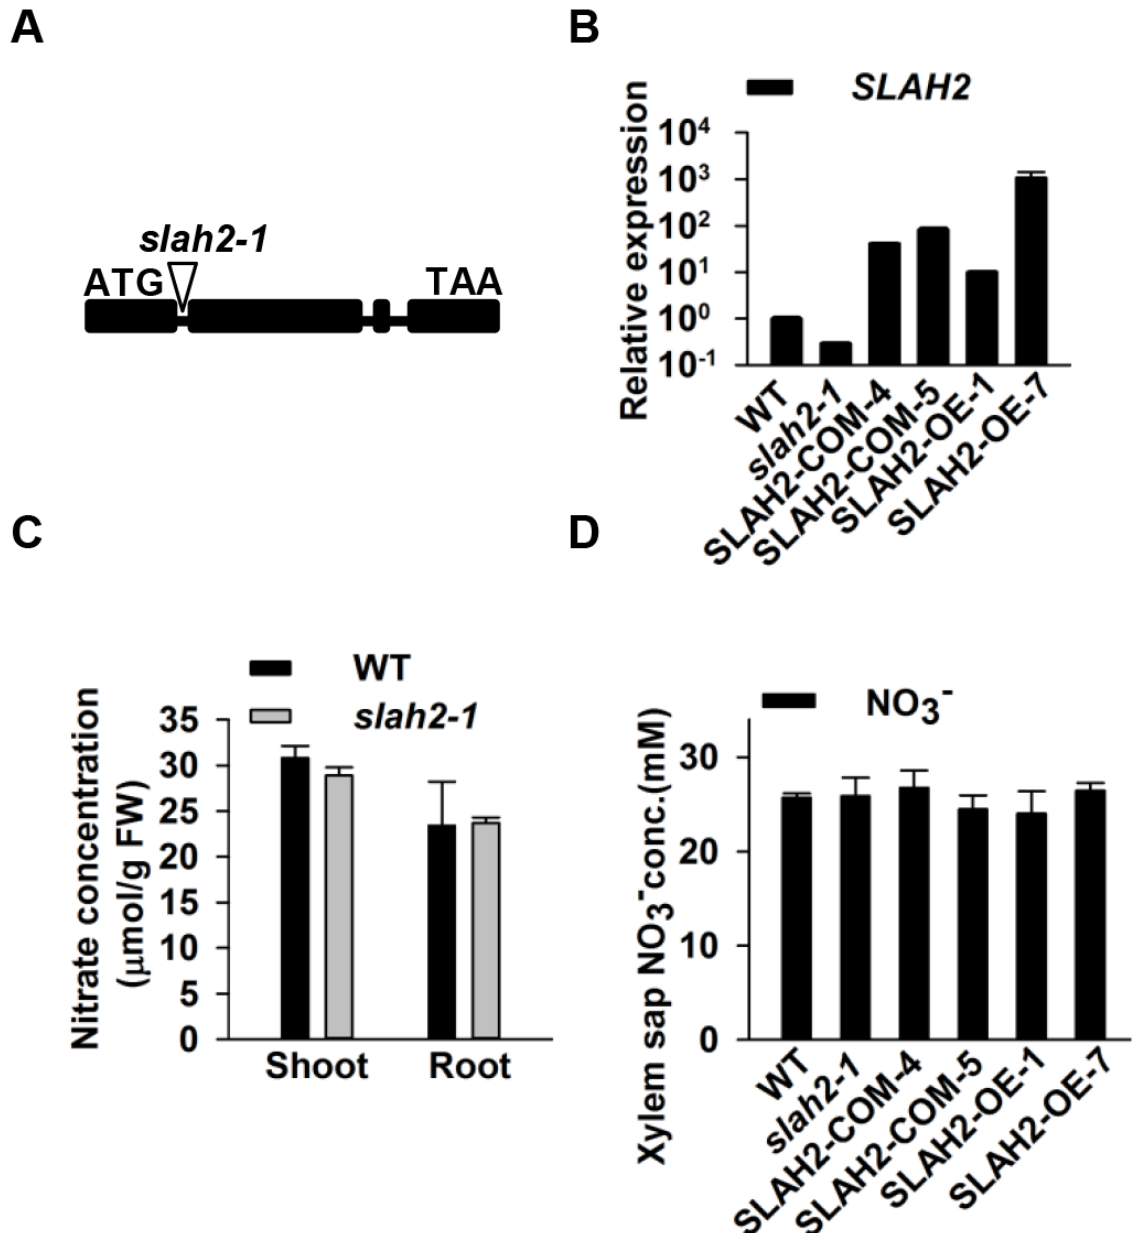 A
slah2-1
ATG
TAA
B
SLAH2
Relative expression
10⁴
10³
10²
10¹
10⁰
10⁻¹
WT
slah2-1
SLAH2-COM-4
SLAH2-COM-5
SLAH2-OE-1
SLAH2-OE-7
C
WT
slah2-1
Nitrate concentration
(μmol/g FW)
35
30
25
20
15
10
5
0
Shoot
Root
D
NO₃⁻
Xylem sap NO₃⁻conc.(mM)
30
20
10
0
WT
slah2-1
SLAH2-COM-4
SLAH2-COM-5
SLAH2-OE-1
SLAH2-OE-7